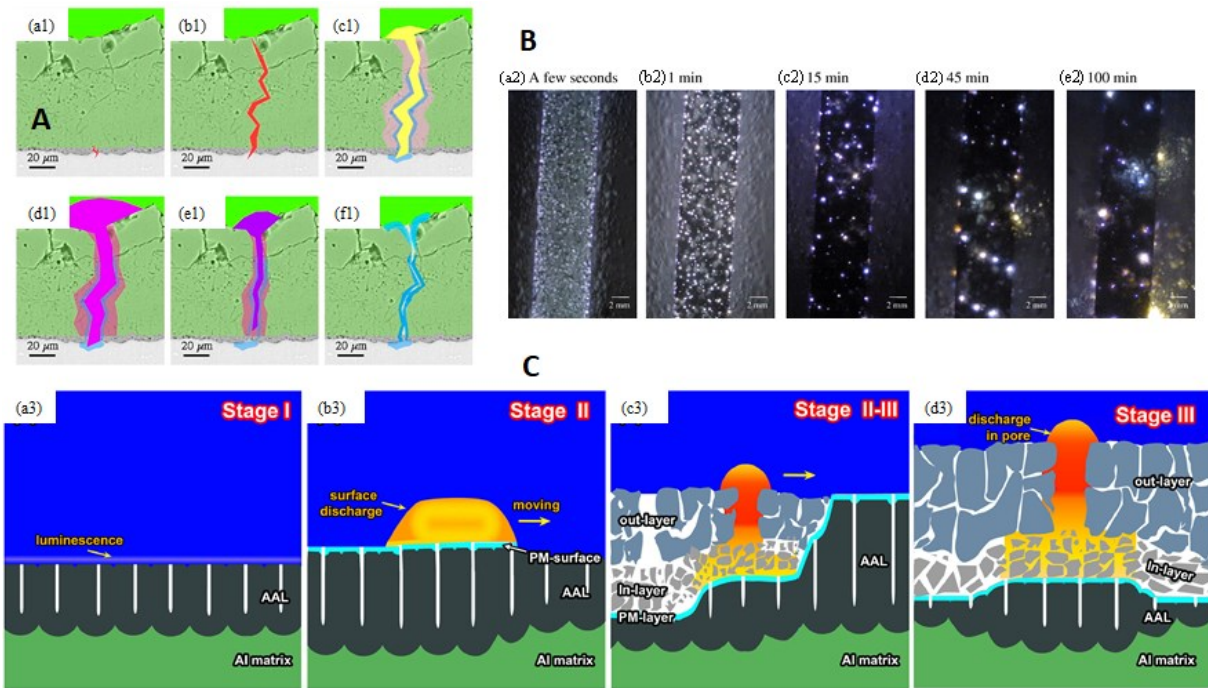 (a1)
(b1)
(c1)
A
20 μm
20 μm
20 μm
(d1)
(e1)
(f1)
20 μm
20 μm
20 μm
B
(a2) A few seconds
(b2) 1 min
(c2) 15 min
(d2) 45 min
(e2) 100 min
2 mm
2 mm
2 mm
2 mm
2 mm
C
(a3)
Stage I
luminescence
AAL
Al matrix
(b3)
Stage II
surface
discharge
moving
PM-surface
AAL
Al matrix
(c3)
Stage II-III
out-layer
In-layer
PM-layer
AAL
Al matrix
(d3)
Stage III
discharge
in pore
out-layer
In-layer
AAL
Al matrix